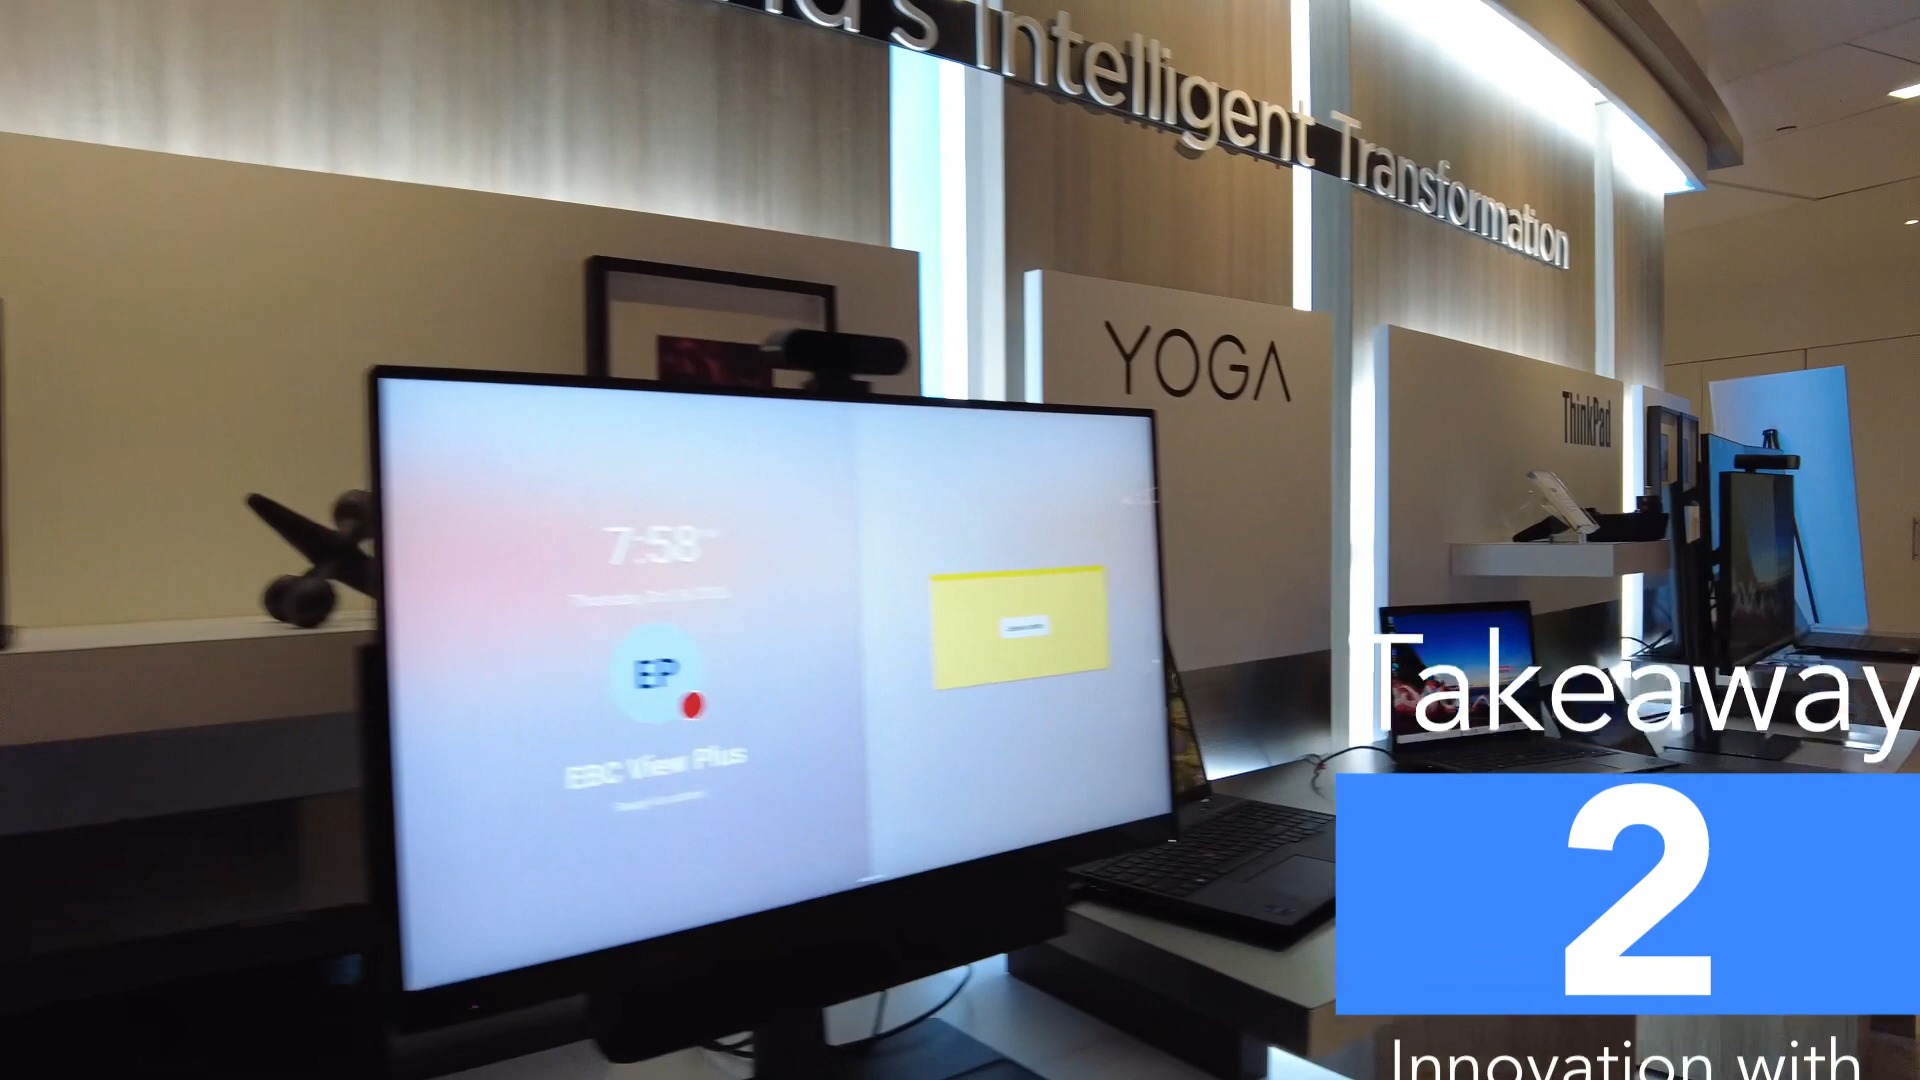 Intelligent Transformation
YOGA
ThinkPad
7:58
EP
EBC View Plus
Takeaway
2
Innovation with